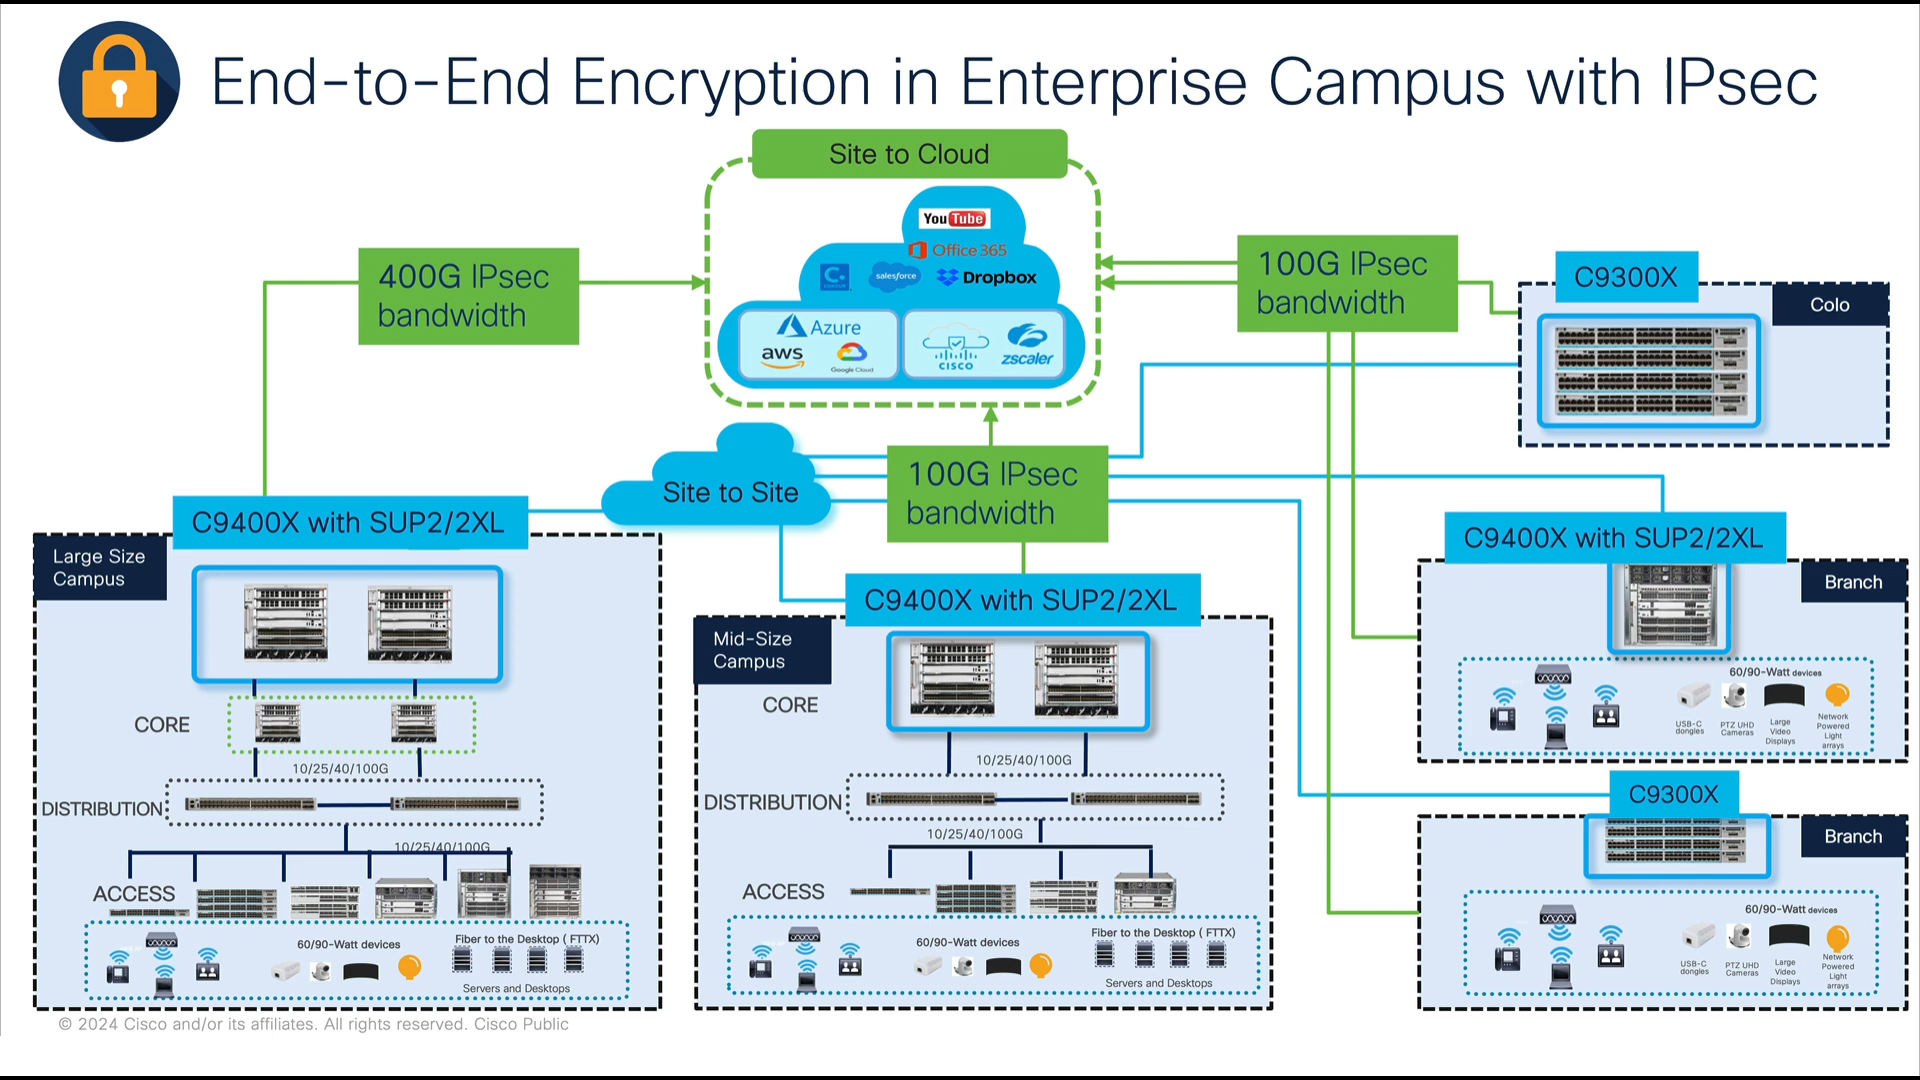 End-to-End Encryption in Enterprise Campus with IPsec
Site to Cloud
YouTube
Office 365
salesforce
Dropbox
Azure
aws
Google Cloud
CISCO
zscaler
400G IPsec
bandwidth
100G IPsec
bandwidth
C9300X
Colo
Site to Site
100G IPsec
bandwidth
C9400X with SUP2/2XL
Large Size
Campus
CORE
10/25/40/100G
DISTRIBUTION
10/25/40/100G
ACCESS
60/90-Watt devices
Fiber to the Desktop ( FTTX)
Servers and Desktops
C9400X with SUP2/2XL
Mid-Size
Campus
CORE
10/25/40/100G
DISTRIBUTION
10/25/40/100G
ACCESS
60/90-Watt devices
Fiber to the Desktop ( FTTX)
Servers and Desktops
C9400X with SUP2/2XL
Branch
60/90-Watt devices
USB-C
dongles
PTZ UHD
Cameras
Large
Video
Displays
Network
Powered
Light
arrays
C9300X
Branch
60/90-Watt devices
USB-C
dongles
PTZ UHD
Cameras
Large
Video
Displays
Network
Powered
Light
arrays
© 2024 Cisco and/or its affiliates. All rights reserved. Cisco Public